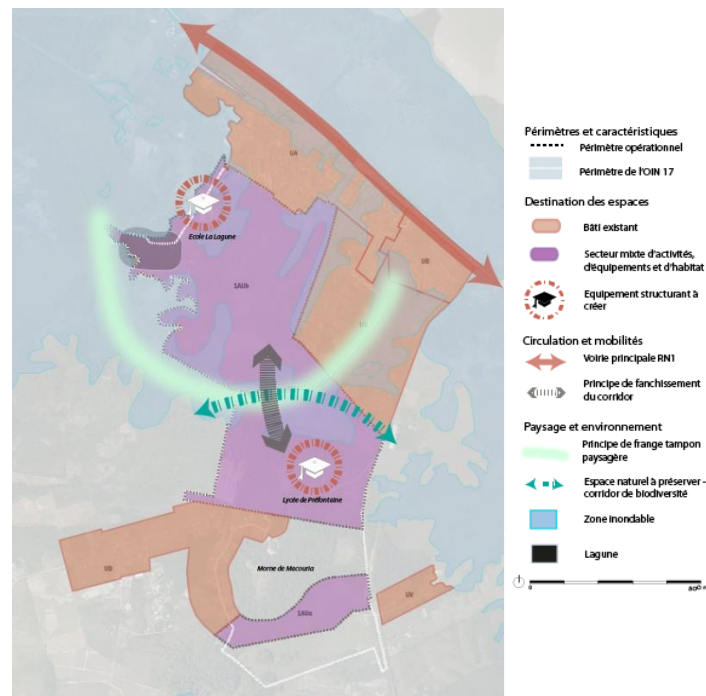 UA
Ecole La Lagune
UB
1AUb
Lycée de Préfontaine
Morne de Macouria
UD
UV
1AUa
Périmètres et caractéristiques
Périmètre opérationnel
Périmètre de l'OIN 17
Destination des espaces
Bâti existant
Secteur mixte d'activités,
d'équipements et d'habitat
Equipement structurant à
créer
Circulation et mobilités
Voirie principale RN1
Principe de fanchissement
du corridor
Paysage et environnement
Principe de frange tampon
paysagère
Espace naturel à préserver -
corridor de biodiversité
Zone inondable
Lagune
0